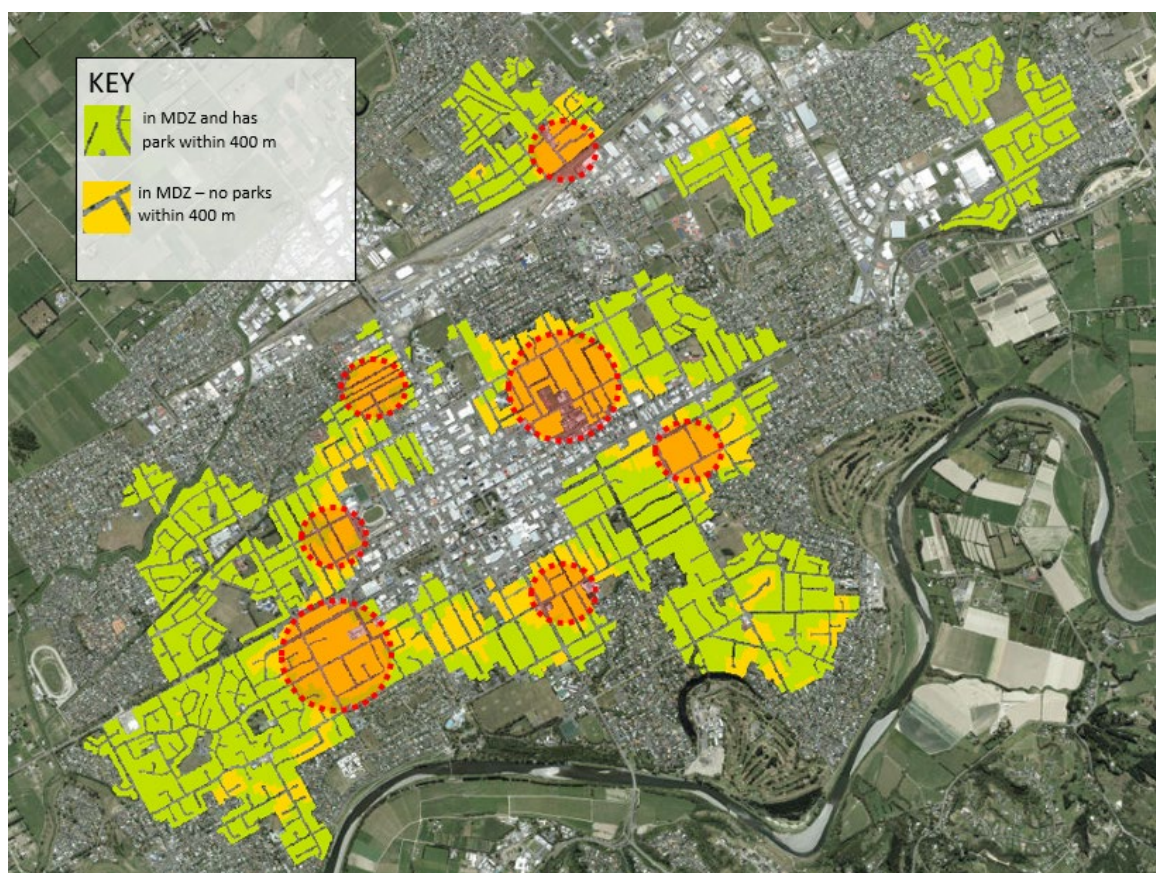 KEY
in MDZ and has
park within 400 m
in MDZ – no parks
within 400 m